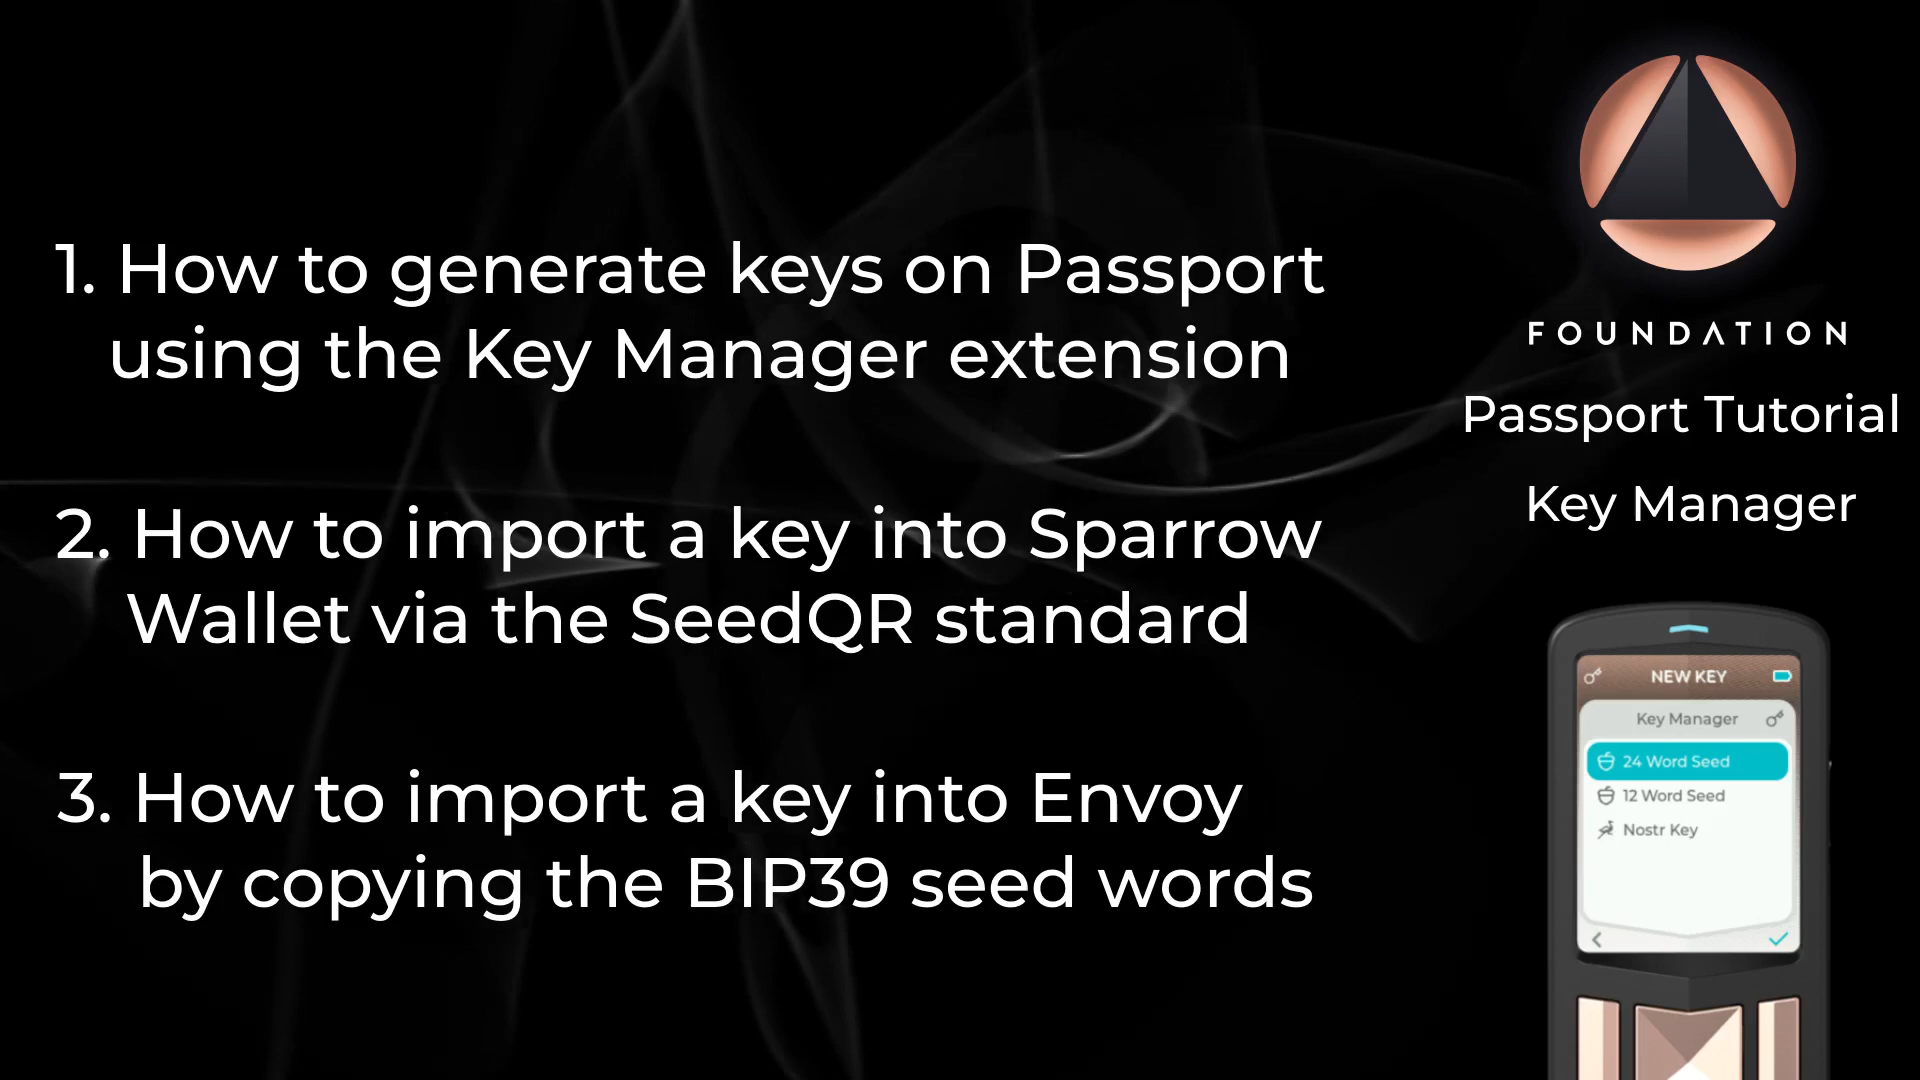 1. How to generate keys on Passport
using the Key Manager extension
2. How to import a key into Sparrow
Wallet via the SeedQR standard
3. How to import a key into Envoy
by copying the BIP39 seed words
FOUNDATION
Passport Tutorial
Key Manager
NEW KEY
Key Manager
24 Word Seed
12 Word Seed
Nostr Key